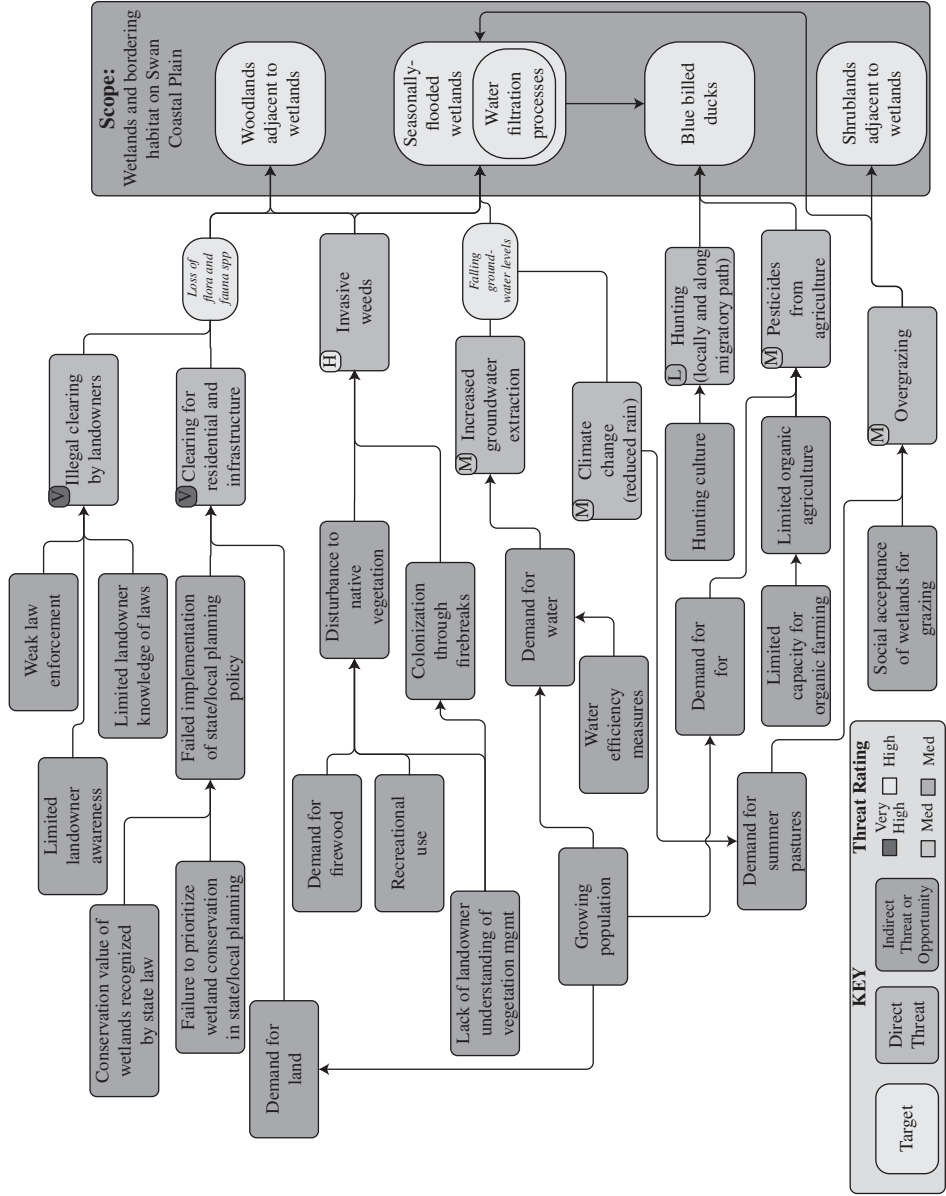 Conservation value of
wetlands recognized
by state law
Failure to prioritize
wetland conservation
in state/local planning
Demand for
land
Limited
landowner
awareness
Weak law
enforcement
Limited landowner
knowledge of laws
Failed implementation
of state/local planning
policy
Demand for
firewood
Recreational
use
Lack of landowner
understanding of
vegetation mgmt
Growing
population
Disturbance to
native
vegetation
Colonization
through
firebreaks
Demand for
water
Water
efficiency
measures
Demand for
summer
pastures
Demand for
for
Limited
capacity for
organic farming
Social acceptance
of wetlands for
grazing
V
Illegal clearing
by landowners
V
Clearing for
residential and
infrastructure
H
Invasive
weeds
M
Increased
groundwater
extraction
M
Climate
change
(reduced rain)
Hunting culture
Limited organic
agriculture
L
Hunting
(locally and along
migratory path)
M
Pesticides
from
agriculture
M
Overgrazing
Loss of
flora and
fauna spp
Falling
ground-
water levels
Scope:
Wetlands and bordering
habitat on Swan
Coastal Plain
Woodlands
adjacent to
wetlands
Seasonally-
flooded
wetlands
Water
filtration
processes
Blue billed
ducks
Shrublands
adjacent to
wetlands
KEY
Target
Direct
Threat
Indirect
Threat or
Opportunity
Threat Rating
Very
High
High
Med
Med